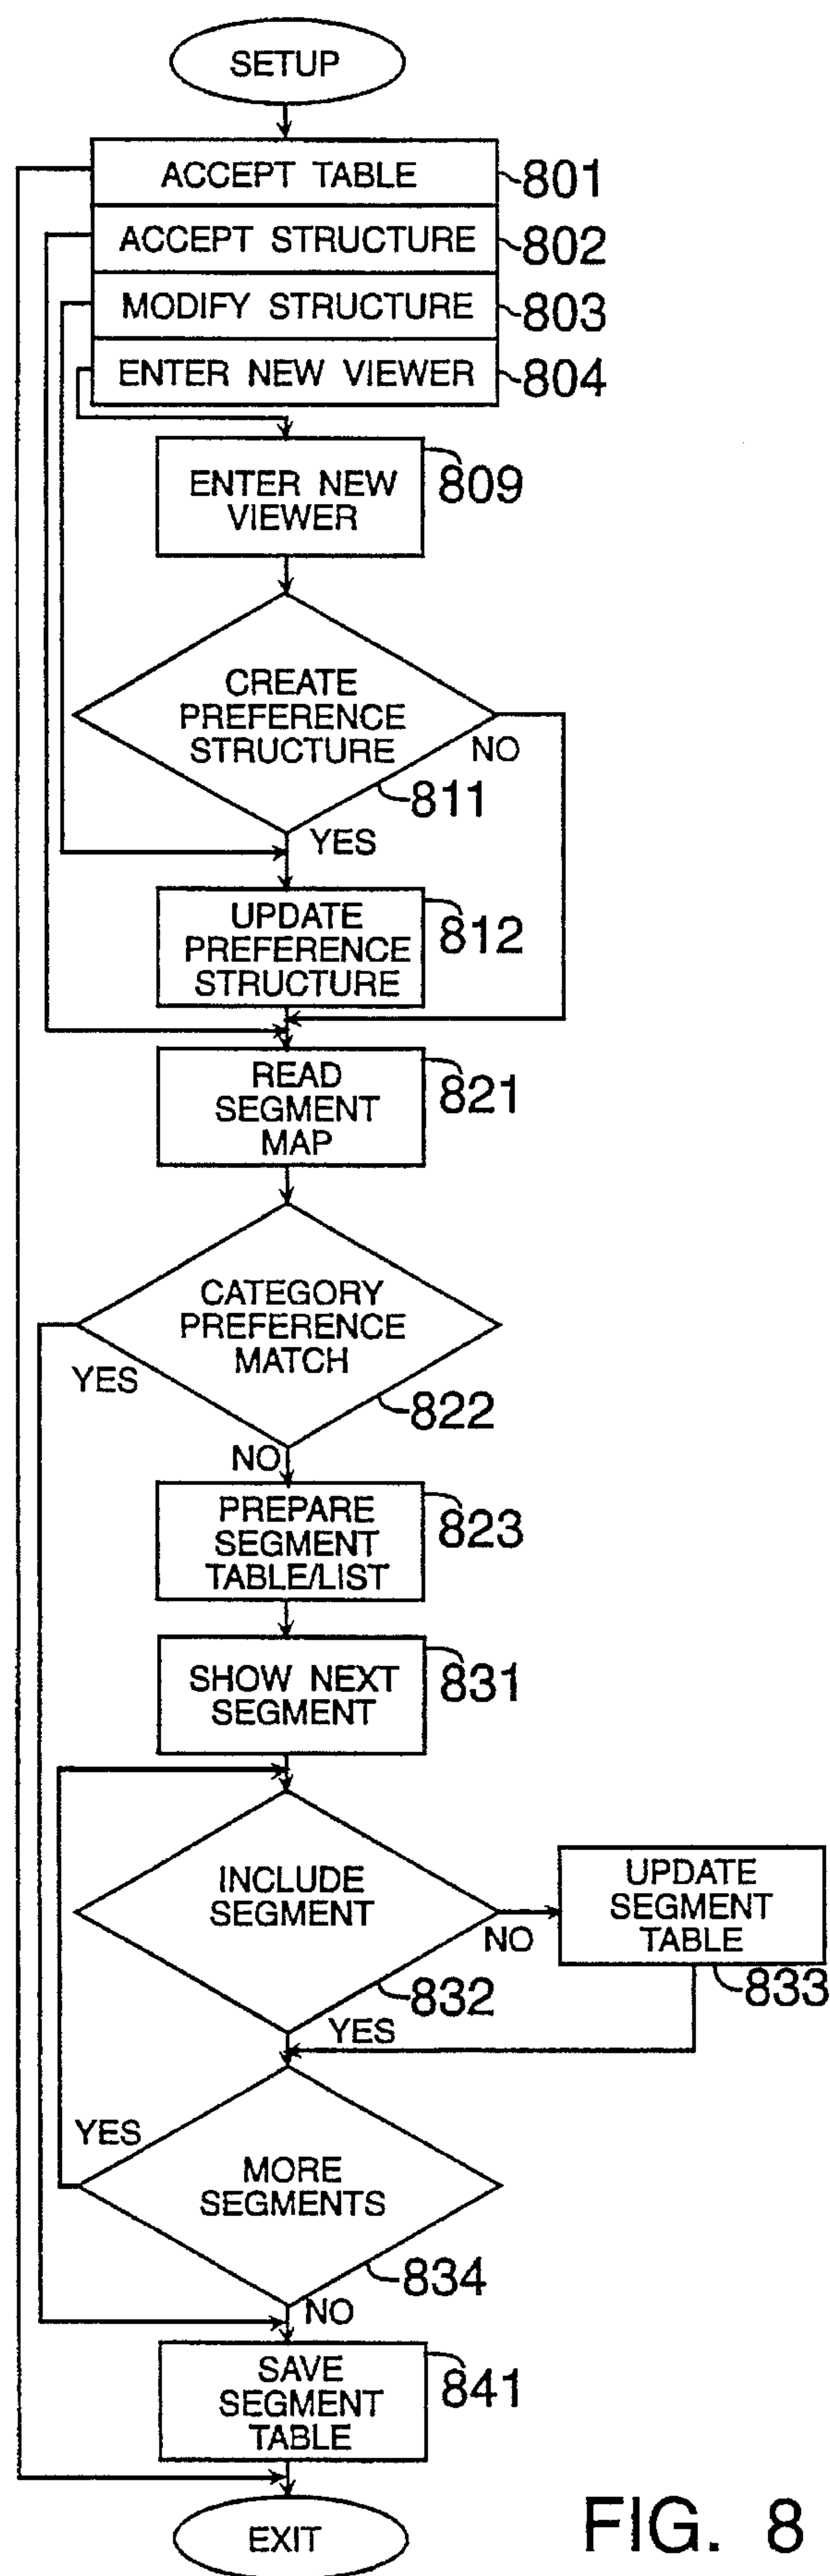 SETUP
ACCEPT TABLE
801
ACCEPT STRUCTURE
802
MODIFY STRUCTURE
803
ENTER NEW VIEWER
804
ENTER NEW
VIEWER
809
CREATE
PREFERENCE
STRUCTURE
NO
811
YES
UPDATE
PREFERENCE
STRUCTURE
812
READ
SEGMENT
MAP
821
CATEGORY
PREFERENCE
MATCH
YES
822
NO
PREPARE
SEGMENT
TABLE/LIST
823
SHOW NEXT
SEGMENT
831
INCLUDE
SEGMENT
NO
832
UPDATE
SEGMENT
TABLE
833
YES
YES
MORE
SEGMENTS
834
NO
SAVE
SEGMENT
TABLE
841
EXIT
FIG. 8